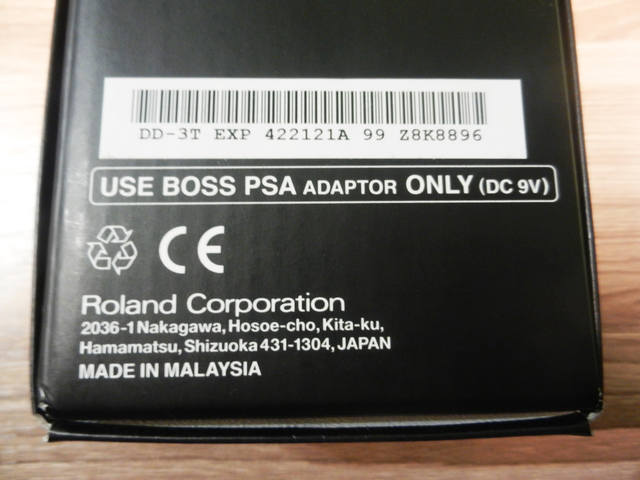 DD-3T EXP 422121A 99 Z8K8896
USE BOSS PSA ADAPTOR ONLY (DC 9V)
CE
Roland Corporation
2036-1 Nakagawa, Hosoe-cho, Kita-ku,
Hamamatsu, Shizuoka 431-1304, JAPAN
MADE IN MALAYSIA